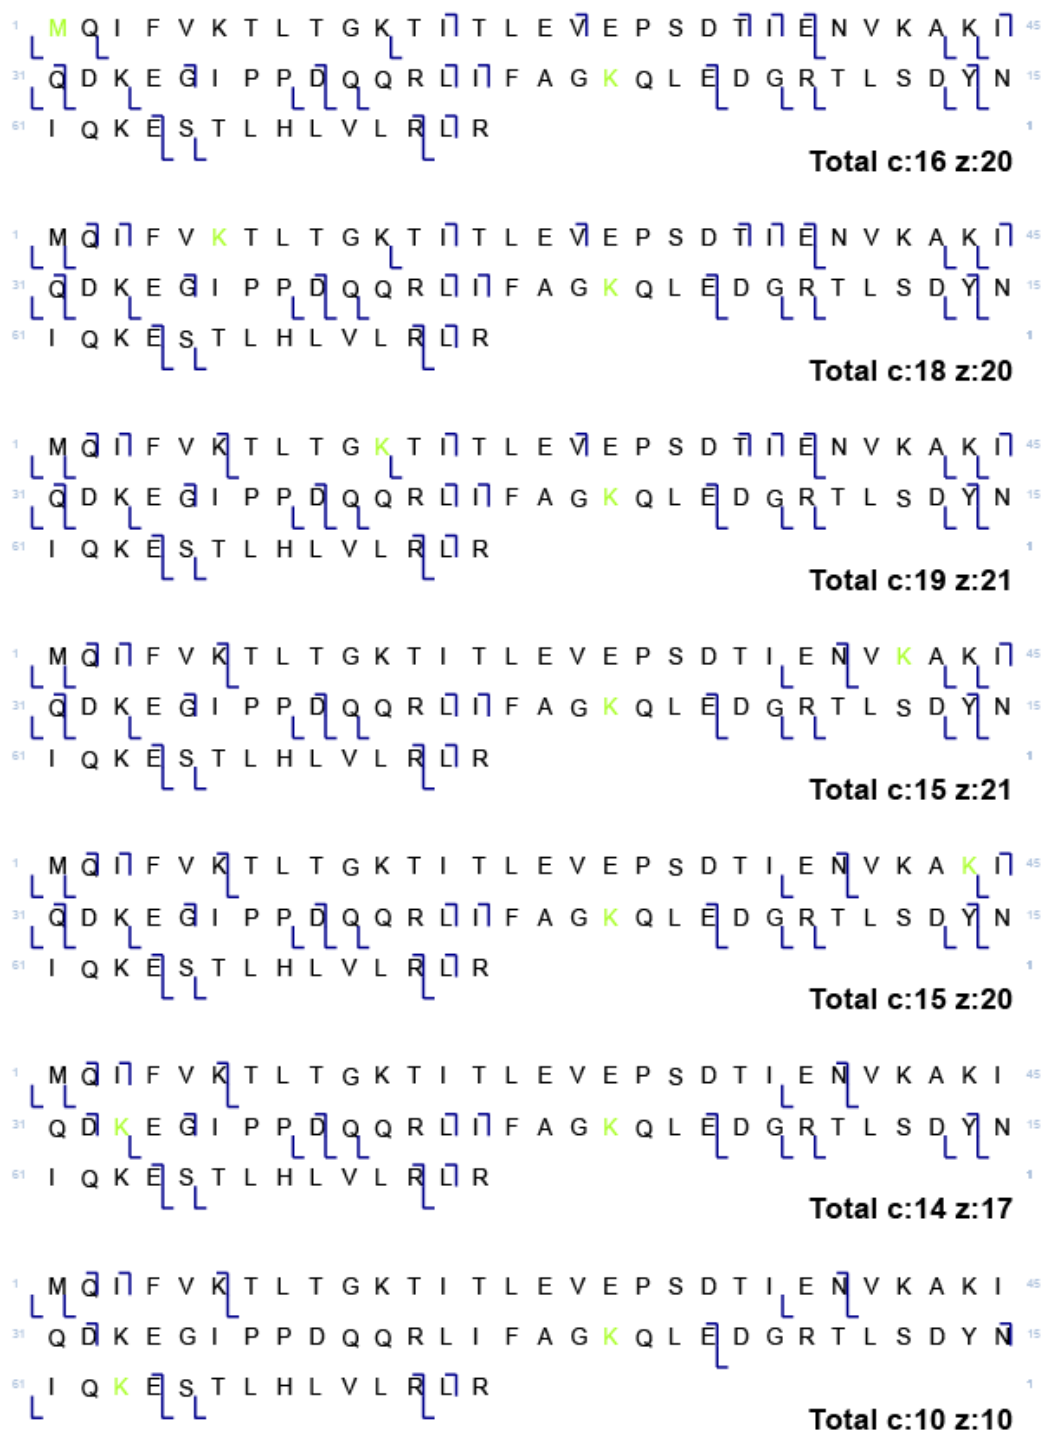 1 M Q I F V K T L T G K T I T L E V E P S D T I E N V K A K I 45
31 Q D K E G I P P D Q Q R L I F A G K Q L E D G R T L S D Y N 15
61 I Q K E S T L H L V L R L R 1
Total c:16 z:20
1 M Q I F V K T L T G K T I T L E V E P S D T I E N V K A K I 45
31 Q D K E G I P P D Q Q R L I F A G K Q L E D G R T L S D Y N 15
61 I Q K E S T L H L V L R L R 1
Total c:18 z:20
1 M Q I F V K T L T G K T I T L E V E P S D T I E N V K A K I 45
31 Q D K E G I P P D Q Q R L I F A G K Q L E D G R T L S D Y N 15
61 I Q K E S T L H L V L R L R 1
Total c:19 z:21
1 M Q I F V K T L T G K T I T L E V E P S D T I E N V K A K I 45
31 Q D K E G I P P D Q Q R L I F A G K Q L E D G R T L S D Y N 15
61 I Q K E S T L H L V L R L R 1
Total c:15 z:21
1 M Q I F V K T L T G K T I T L E V E P S D T I E N V K A K I 45
31 Q D K E G I P P D Q Q R L I F A G K Q L E D G R T L S D Y N 15
61 I Q K E S T L H L V L R L R 1
Total c:15 z:20
1 M Q I F V K T L T G K T I T L E V E P S D T I E N V K A K I 45
31 Q D K E G I P P D Q Q R L I F A G K Q L E D G R T L S D Y N 15
61 I Q K E S T L H L V L R L R 1
Total c:14 z:17
1 M Q I F V K T L T G K T I T L E V E P S D T I E N V K A K I 45
31 Q D K E G I P P D Q Q R L I F A G K Q L E D G R T L S D Y N 15
61 I Q K E S T L H L V L R L R 1
Total c:10 z:10